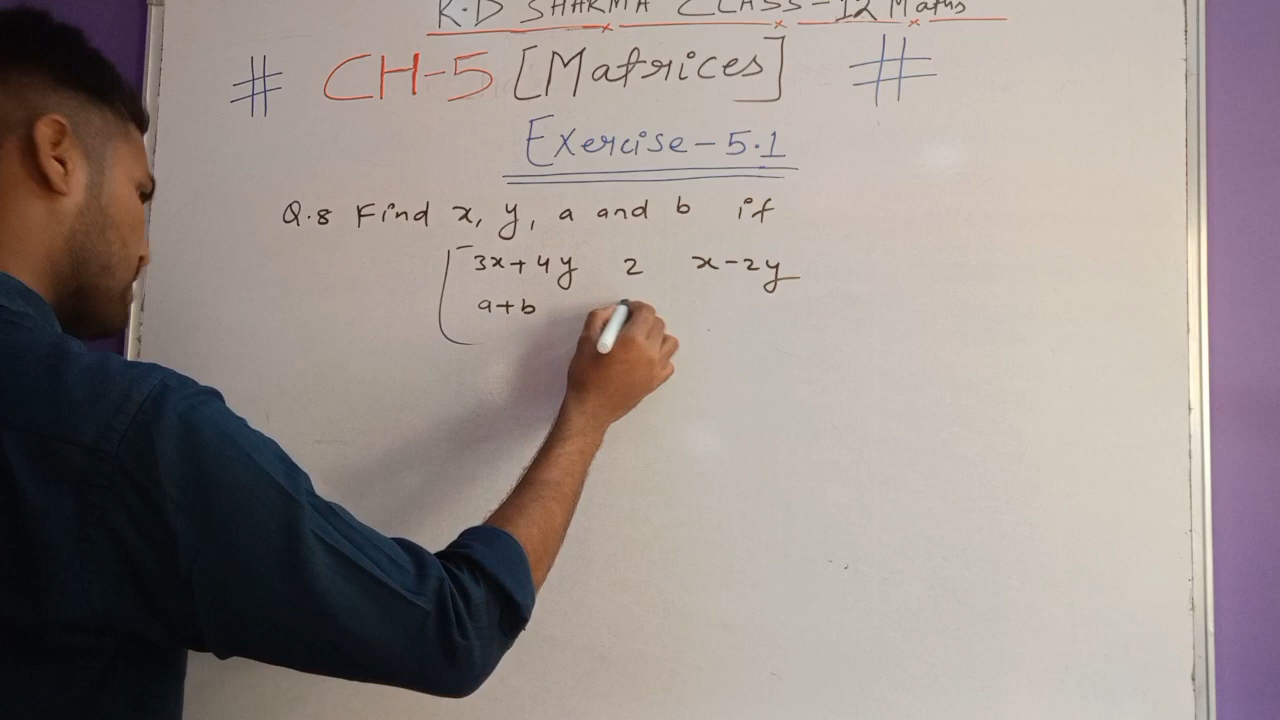 R.D SHARMA CLASS-12 Maths
# CH-5 [Matrices] #
Exercise-5.1
Q.8 Find x, y, a and b if
[3x+4y 2 x-2y
a+b